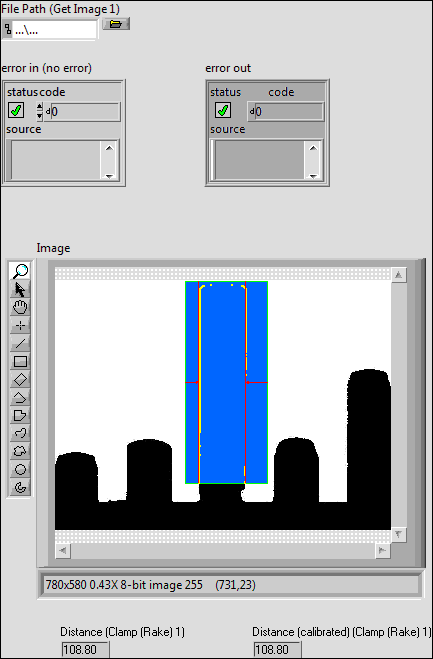 File Path (Get Image 1)
...\...
error in (no error)
error out
status code
status code
d0
d0
source
source
Image
780x580 0.43X 8-bit image 255 (731,23)
Distance (Clamp (Rake) 1)
Distance (calibrated) (Clamp (Rake) 1)
108.80
108.80